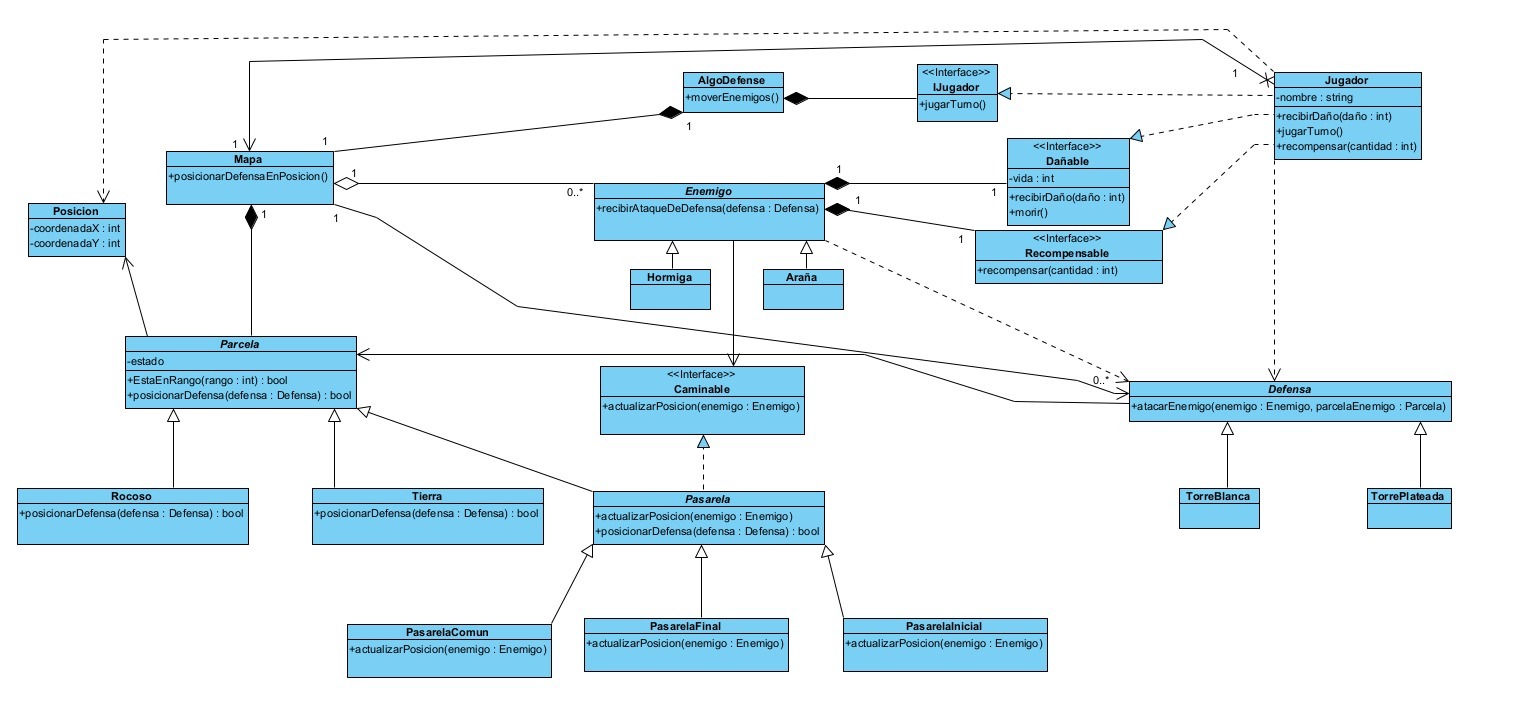 AlgoDefense
+moverEnemigos()
<<Interface>>
IJugador
+jugarTurno()
1
Jugador
-nombre : string
+recibirDaño(daño : int)
+jugarTurno()
+recompensar(cantidad : int)
1
1
1
Mapa
+posicionarDefensaEnPosicion()
1
1
1
0..*
Enemigo
+recibirAtaqueDeDefensa(defensa : Defensa)
1
1
1
1
<<Interface>>
Dañable
-vida : int
+recibirDaño(daño : int)
+morir()
<<Interface>>
Recompensable
+recompensar(cantidad : int)
Posicion
-coordenadaX : int
-coordenadaY : int
Hormiga
Araña
Parcela
-estado
+EstaEnRango(rango : int) : bool
+posicionarDefensa(defensa : Defensa) : bool
<<Interface>>
Caminable
+actualizarPosicion(enemigo : Enemigo)
0..*
Defensa
+atacarEnemigo(enemigo : Enemigo, parcelaEnemigo : Parcela)
Rocoso
+posicionarDefensa(defensa : Defensa) : bool
Tierra
+posicionarDefensa(defensa : Defensa) : bool
Pasarela
+actualizarPosicion(enemigo : Enemigo)
+posicionarDefensa(defensa : Defensa) : bool
TorreBlanca
TorrePlateada
PasarelaComun
+actualizarPosicion(enemigo : Enemigo)
PasarelaFinal
+actualizarPosicion(enemigo : Enemigo)
PasarelaInicial
+actualizarPosicion(enemigo : Enemigo)